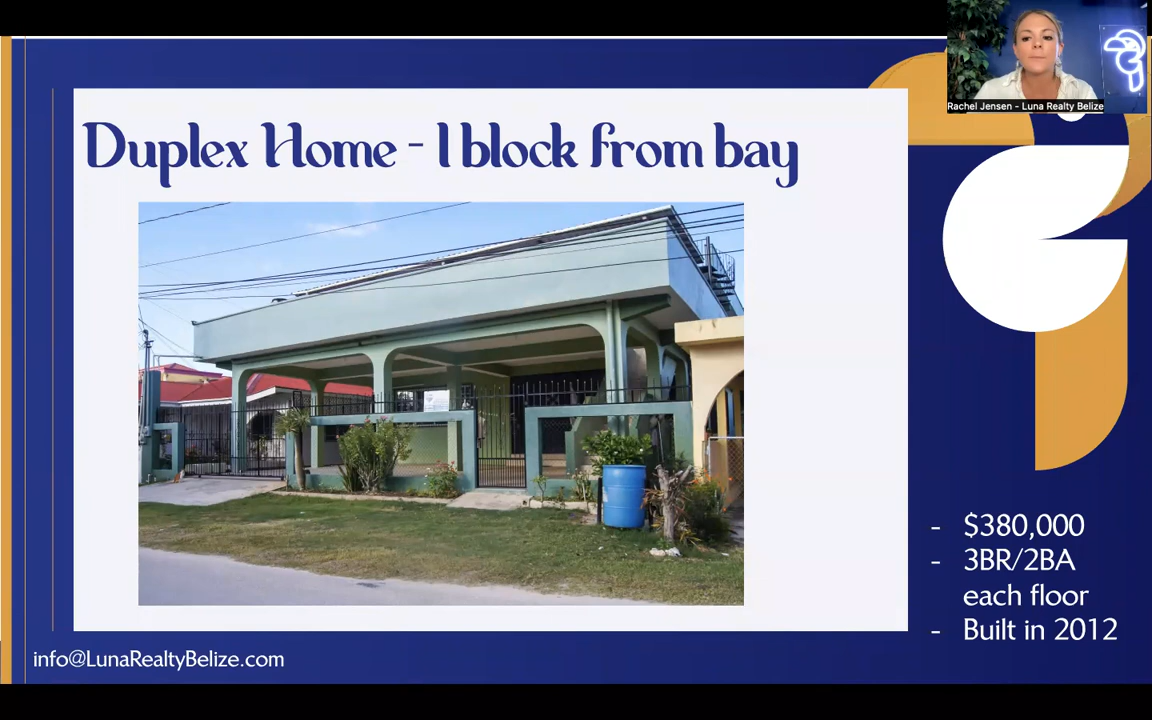 Rachel Jensen - Luna Realty Belize
Duplex Home - 1 block from bay
- $380,000
- 3BR/2BA
each floor
- Built in 2012
info@LunaRealtyBelize.com